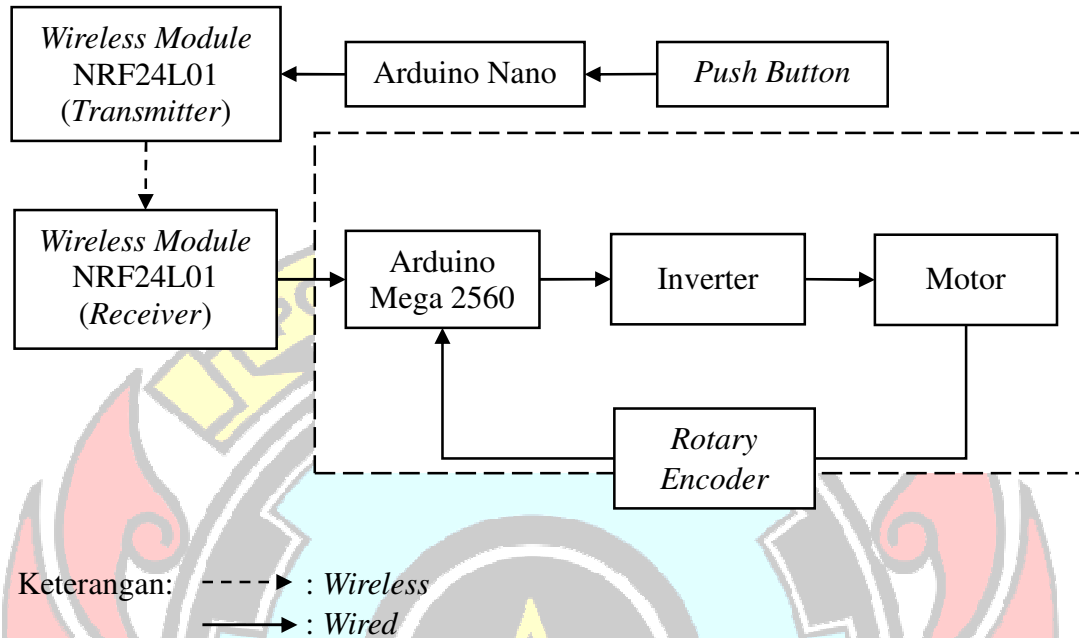 Wireless Module
NRF24L01
(Transmitter)
Arduino Nano
Push Button
Wireless Module
NRF24L01
(Receiver)
Arduino
Mega 2560
Inverter
Motor
Rotary
Encoder
Keterangan: : Wireless
: Wired